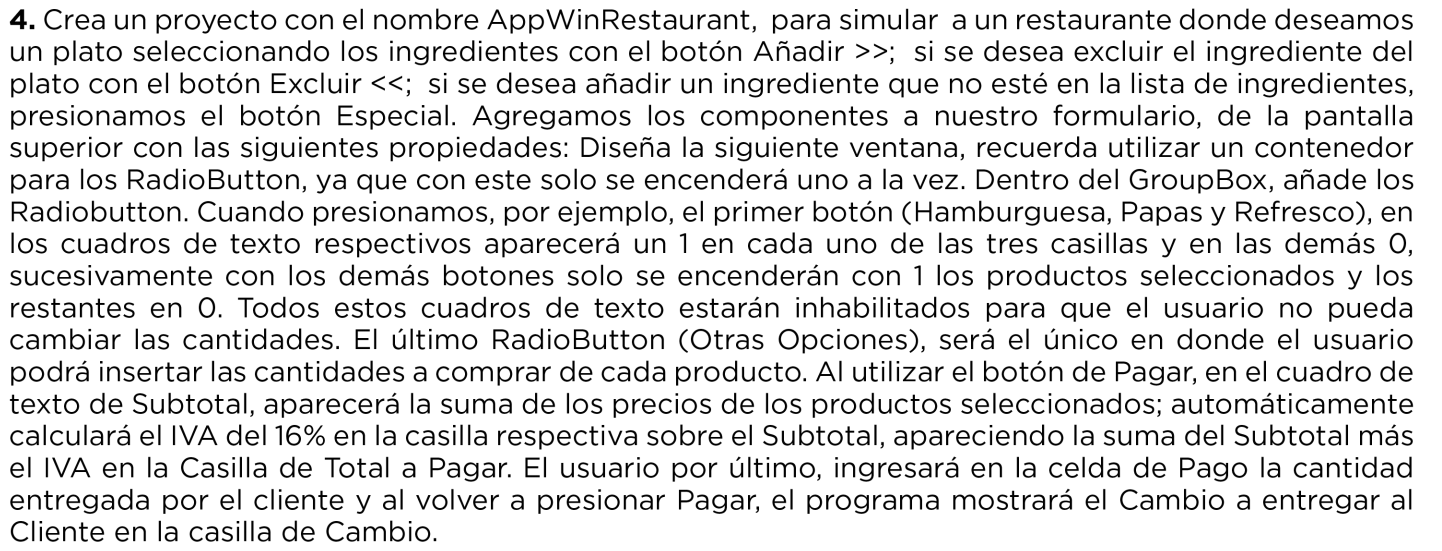 4. Crea un proyecto con el nombre AppWinRestaurant, para simular a un restaurante donde deseamos
un plato seleccionando los ingredientes con el botón Añadir >>; si se desea excluir el ingrediente del
plato con el botón Excluir <<; si se desea añadir un ingrediente que no esté en la lista de ingredientes,
presionamos el botón Especial. Agregamos los componentes a nuestro formulario, de la pantalla
superior con las siguientes propiedades: Diseña la siguiente ventana, recuerda utilizar un contenedor
para los RadioButton, ya que con este solo se encenderá uno a la vez. Dentro del GroupBox, añade los
Radiobutton. Cuando presionamos, por ejemplo, el primer botón (Hamburguesa, Papas y Refresco), en
los cuadros de texto respectivos aparecerá un 1 en cada uno de las tres casillas y en las demás 0,
sucesivamente con los demás botones solo se encenderán con 1 los productos seleccionados y los
restantes en 0. Todos estos cuadros de texto estarán inhabilitados para que el usuario no pueda
cambiar las cantidades. El último RadioButton (Otras Opciones), será el único en donde el usuario
podrá insertar las cantidades a comprar de cada producto. Al utilizar el botón de Pagar, en el cuadro de
texto de Subtotal, aparecerá la suma de los precios de los productos seleccionados; automáticamente
calculará el IVA del 16% en la casilla respectiva sobre el Subtotal, apareciendo la suma del Subtotal más
el IVA en la Casilla de Total a Pagar. El usuario por último, ingresará en la celda de Pago la cantidad
entregada por el cliente y al volver a presionar Pagar, el programa mostrará el Cambio a entregar al
Cliente en la casilla de Cambio.